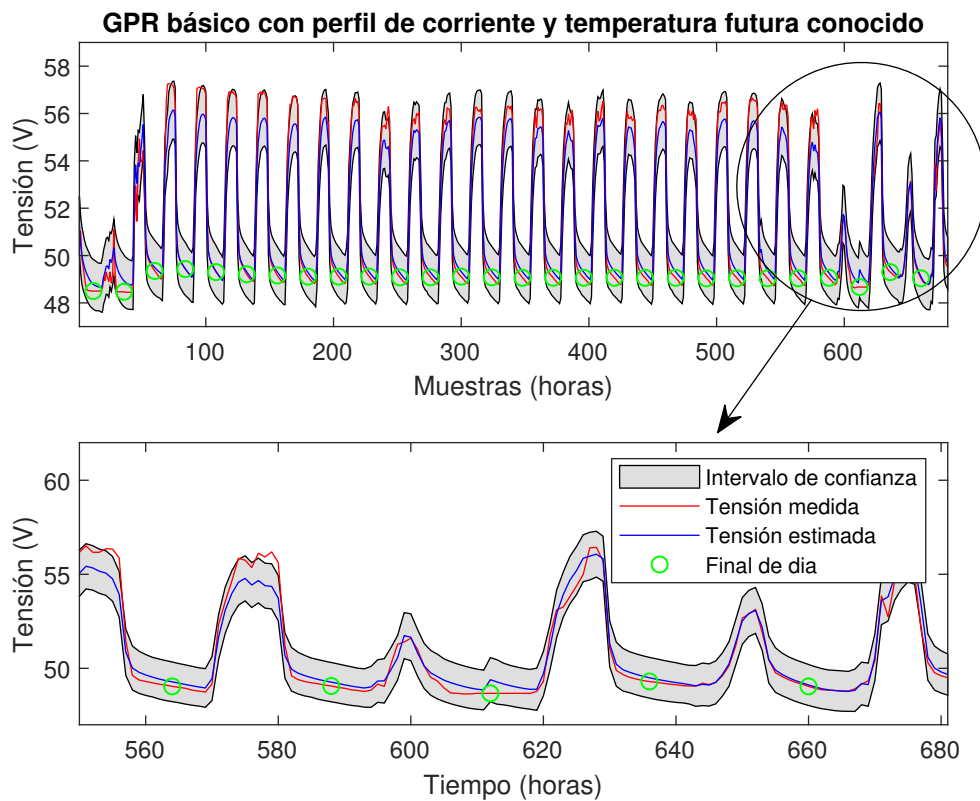 GPR básico con perfil de corriente y temperatura futura conocido
Tensión (V)
58
56
54
52
50
48
100
200
300
400
500
600
Muestras (horas)
Tensión (V)
60
55
50
Intervalo de confianza
Tensión medida
Tensión estimada
Final de dia
560
580
600
620
640
660
680
Tiempo (horas)